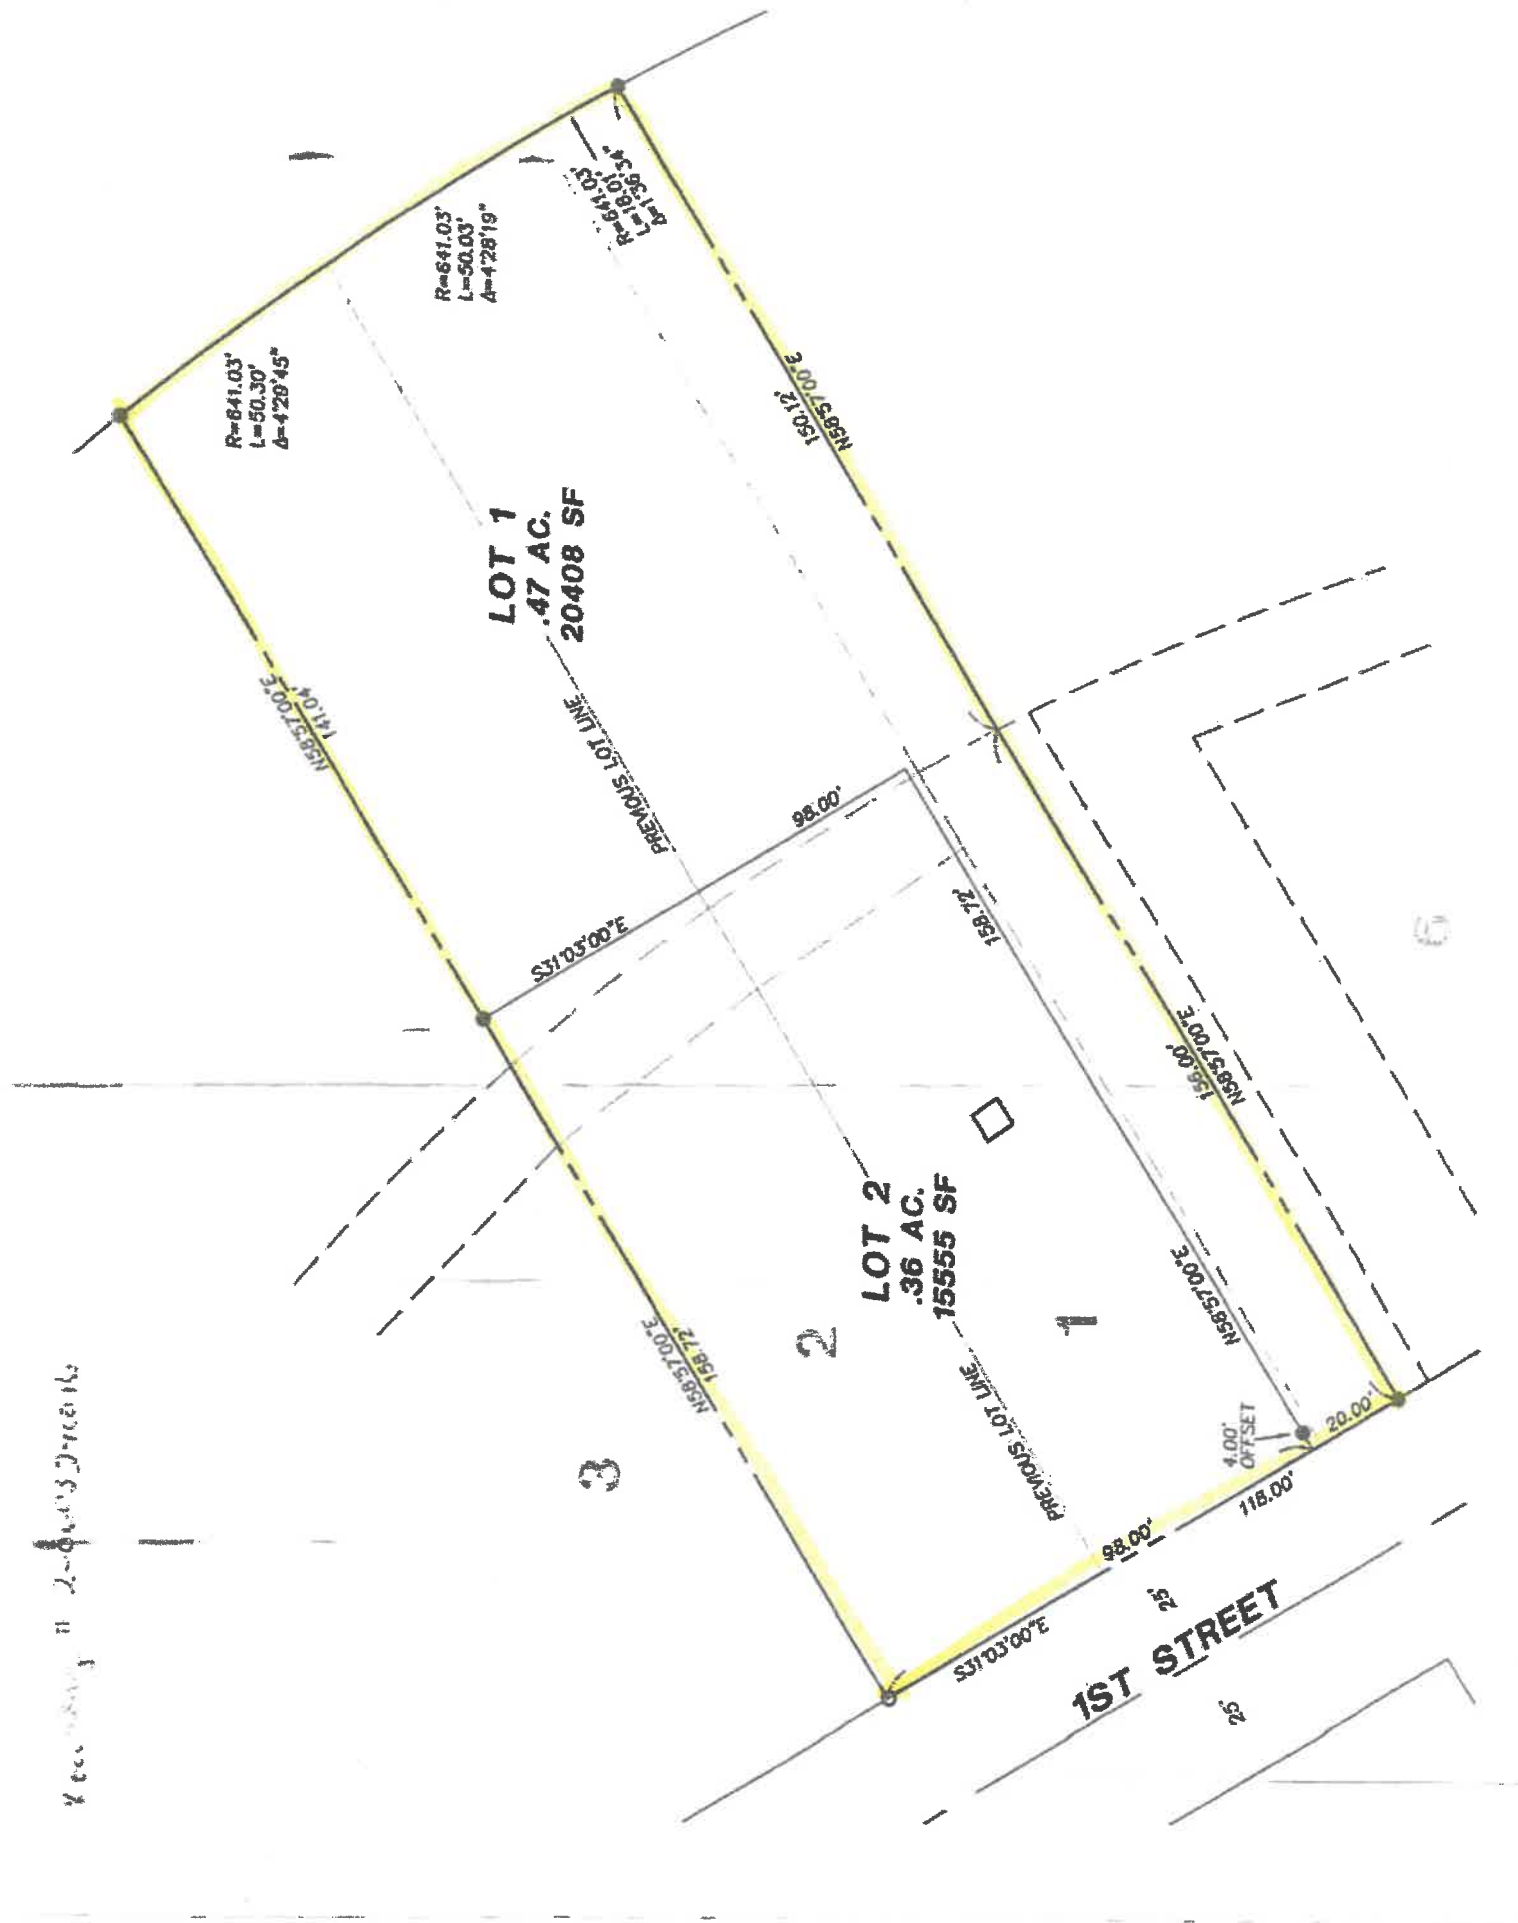 R=641.03'
L=50.30'
Δ=4°29'45"
R=641.03'
L=50.03'
Δ=4°28'19"
R=641.03'
L=18.01'
Δ=1°36'34"
N58°57'00"E
141.04'
LOT 1
.47 AC.
20408 SF
150.12'
N58°57'00"E
PREVIOUS LOT LINE
98.00'
S31°03'00"E
158.72'
N58°57'00"E
156.00'
N58°57'00"E
N58°57'00"E
158.72'
LOT 2
.36 AC.
15555 SF
3
2
1
PREVIOUS LOT LINE
4.00'
OFFSET
20.00'
118.00'
98.00'
S31°03'00"E
25'
1ST STREET
25'